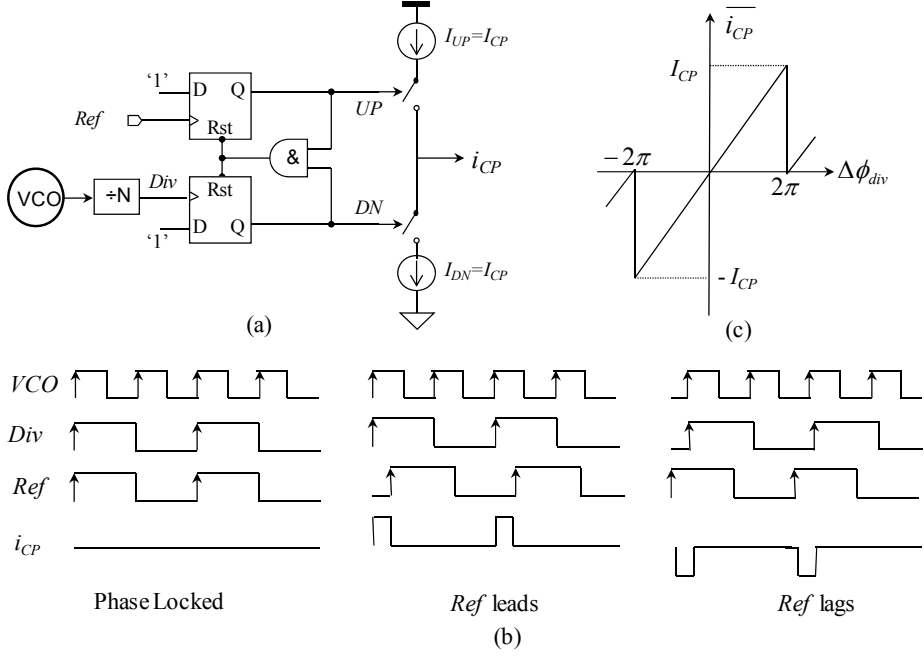 I_UP=I_CP
'1'
D
Q
UP
Ref
Rst
&
i_CP
VCO
÷N
Div
Rst
D
Q
DN
'1'
I_DN=I_CP
(a)
i_CP
I_CP
−2π
2π
Δϕ_div
- I_CP
(c)
VCO
Div
Ref
i_CP
Phase Locked
Ref leads
Ref lags
(b)